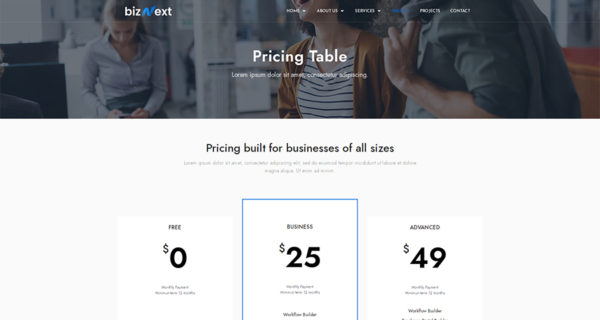 bizNext
HOME ABOUT US SERVICES PROJECTS CONTACT
Pricing Table
Lorem ipsum dolor sit amet, consectetur adipiscing.
Pricing built for businesses of all sizes
Lorem ipsum dolor sit amet, consectetur adipiscing elit, sed do eiusmod tempor incididunt ut labore et dolore
magna aliqua. Ut enim ad minim.
FREE
$0
Monthly Payment
Minimum term 12 months
BUSINESS
$25
Monthly Payment
Minimum term 12 months
Workflow Builder
ADVANCED
$49
Monthly Payment
Minimum term 12 months
Workflow Builder